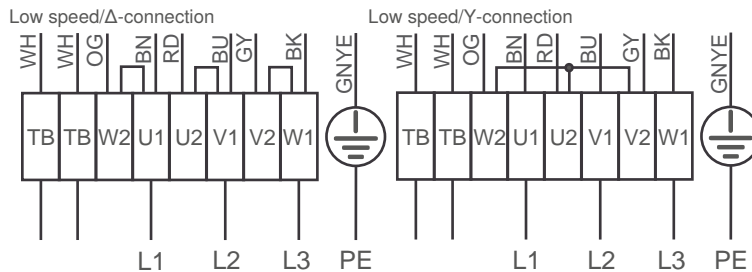 Low speed/Δ-connection
WH WH OG BN RD BU GY BK GNYE
TB TB W2 U1 U2 V1 V2 W1
L1 L2 L3 PE
Low speed/Y-connection
WH WH OG BN RD BU GY BK GNYE
TB TB W2 U1 U2 V1 V2 W1
L1 L2 L3 PE